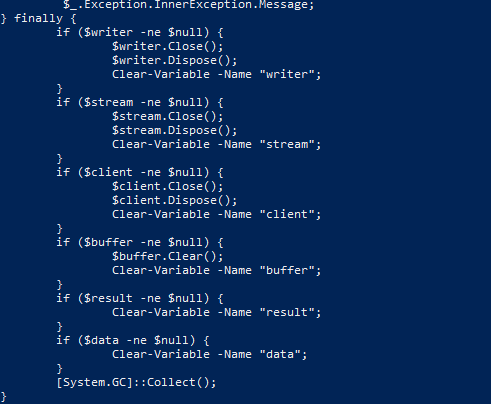 $_.Exception.InnerException.Message;
} finally {
if ($writer -ne $null) {
$writer.Close();
$writer.Dispose();
Clear-Variable -Name "writer";
}
if ($stream -ne $null) {
$stream.Close();
$stream.Dispose();
Clear-Variable -Name "stream";
}
if ($client -ne $null) {
$client.Close();
$client.Dispose();
Clear-Variable -Name "client";
}
if ($buffer -ne $null) {
$buffer.Clear();
Clear-Variable -Name "buffer";
}
if ($result -ne $null) {
Clear-Variable -Name "result";
}
if ($data -ne $null) {
Clear-Variable -Name "data";
}
[System.GC]::Collect();
}